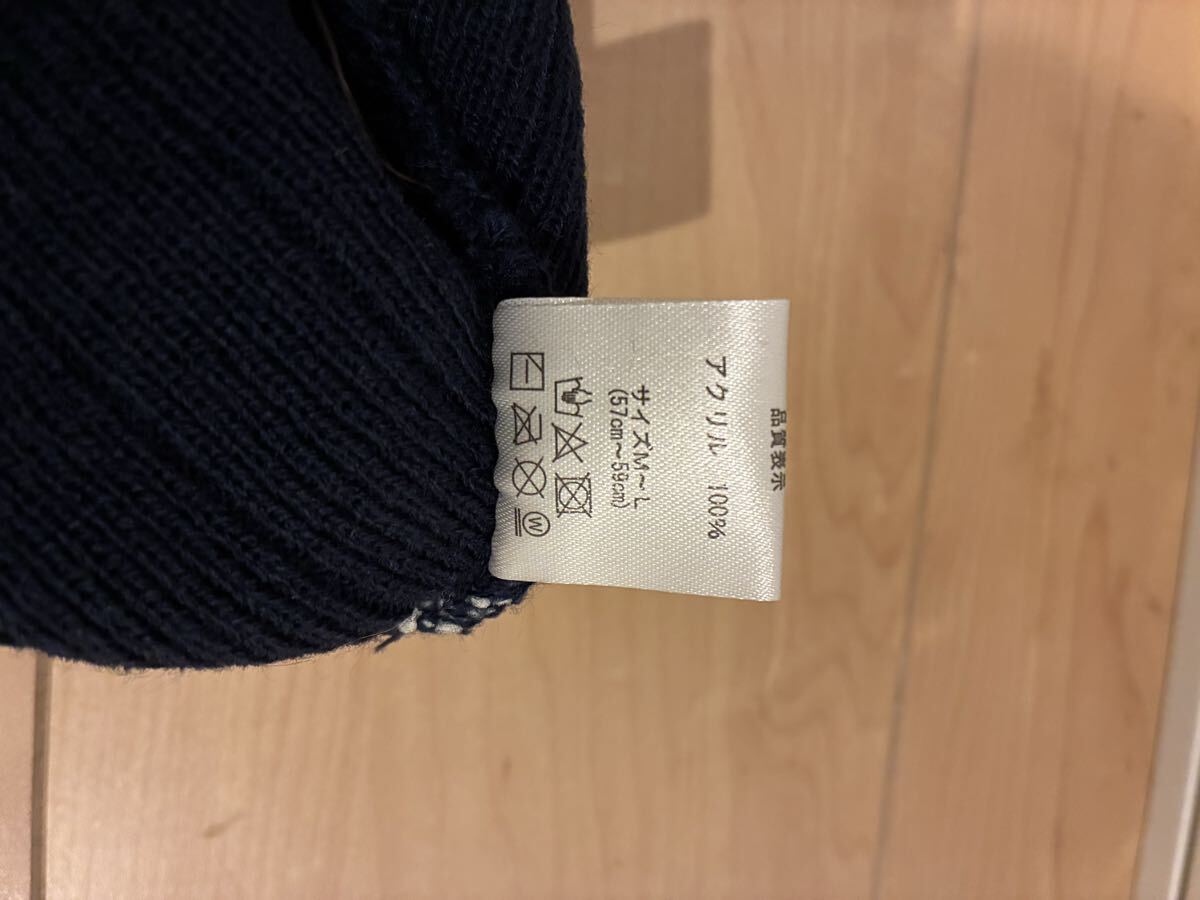 品質表示
アクリル 100%
サイズM～L
(57cm～59cm)
W